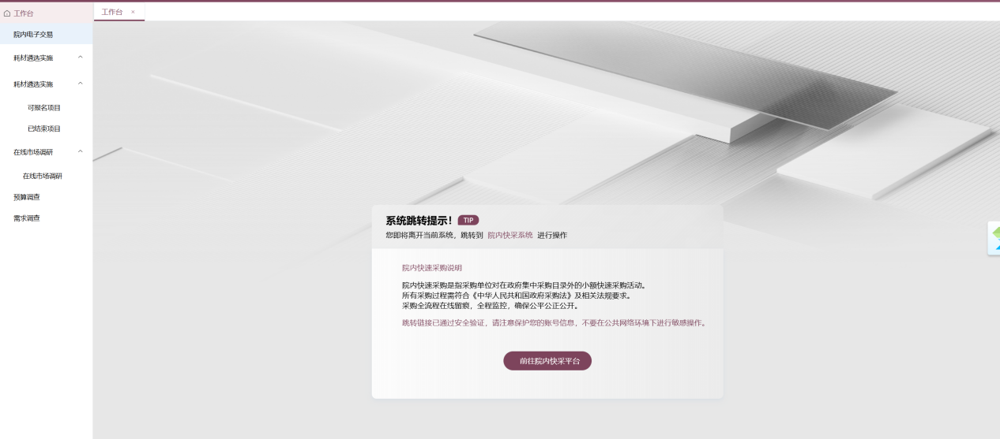 工作台
院内电子交易
耗材遴选实施
耗材遴选实施
可报名项目
已结束项目
在线市场调研
在线市场调研
预算调查
需求调查
工作台 ×
系统跳转提示! TIP
您即将离开当前系统，跳转到 院内快采系统 进行操作
院内快速采购说明
院内快速采购是指采购单位对在政府集中采购目录外的小额快速采购活动。
所有采购过程需符合《中华人民共和国政府采购法》及相关法规要求。
采购全流程在线留痕，全程监控，确保公平公正公开。
跳转链接已通过安全验证，请注意保护您的账号信息，不要在公共网络环境下进行敏感操作。
前往院内快采平台